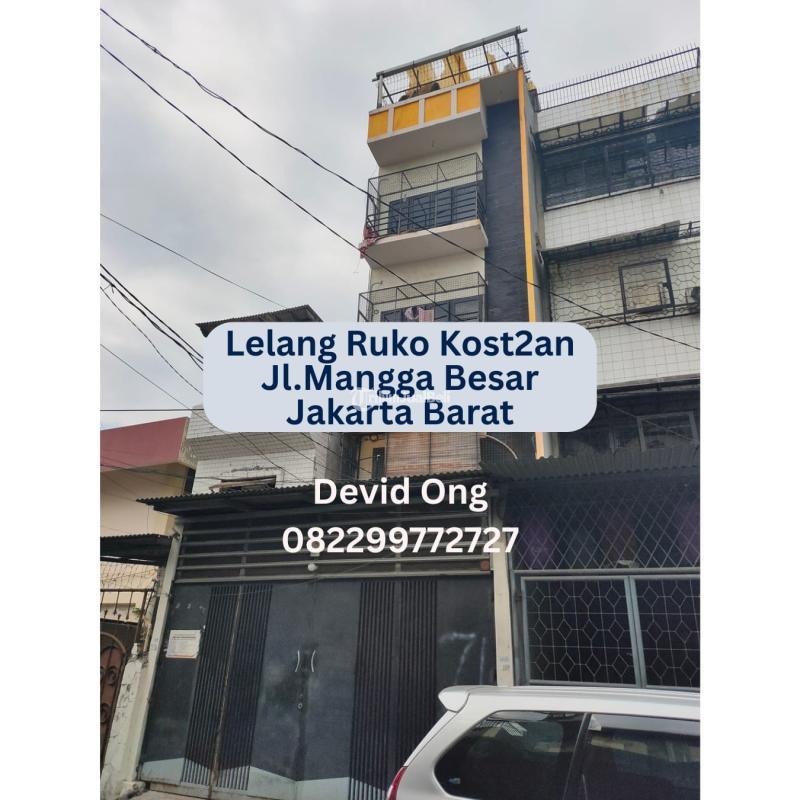 Lelang Ruko Kost2an
Jl.Mangga Besar
Jakarta Barat
Devid Ong
082299772727